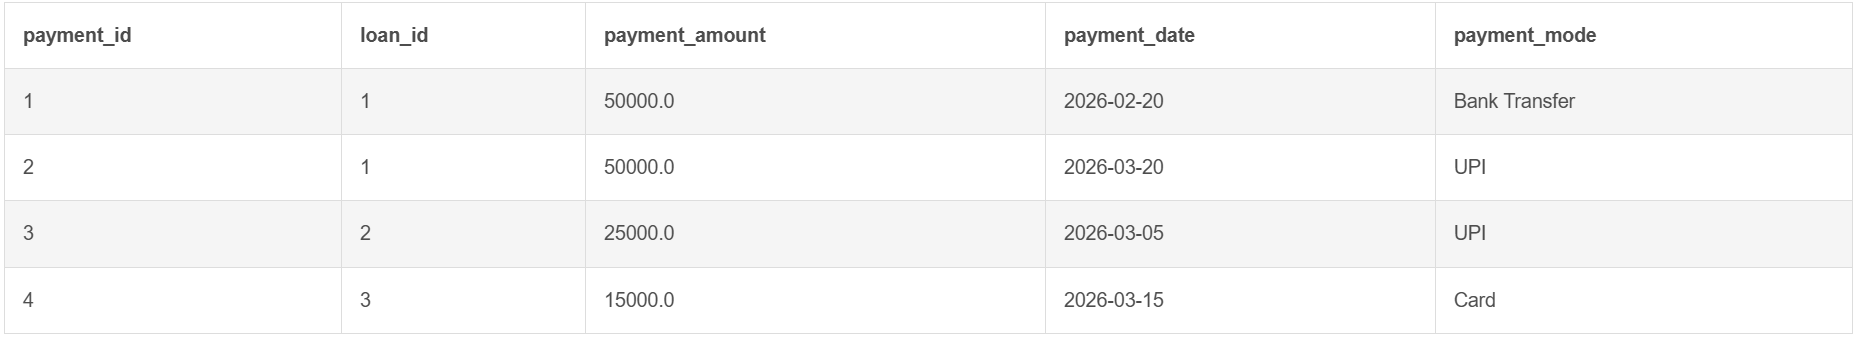 payment_id loan_id payment_amount payment_date payment_mode
1 1 50000.0 2026-02-20 Bank Transfer
2 1 50000.0 2026-03-20 UPI
3 2 25000.0 2026-03-05 UPI
4 3 15000.0 2026-03-15 Card